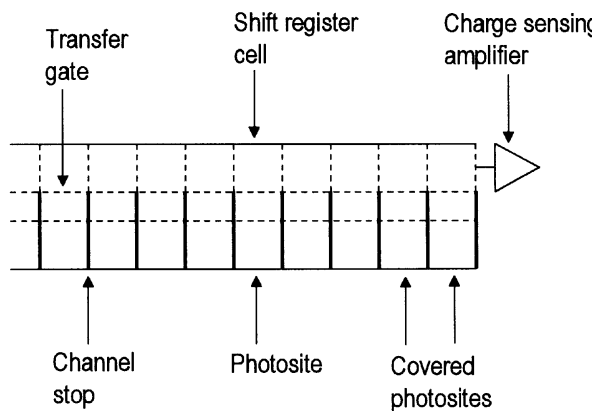 Transfer
gate
Shift register
cell
Charge sensing
amplifier
Channel
stop
Photosite
Covered
photosites